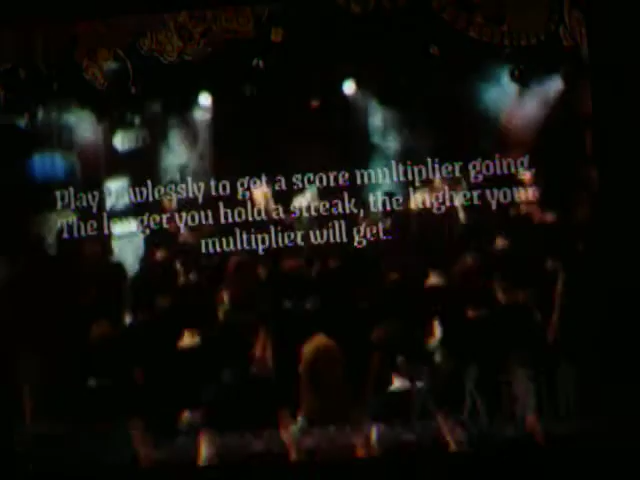 Play flawlessly to get a score multiplier going.
The longer you hold a streak, the higher your
multiplier will get.